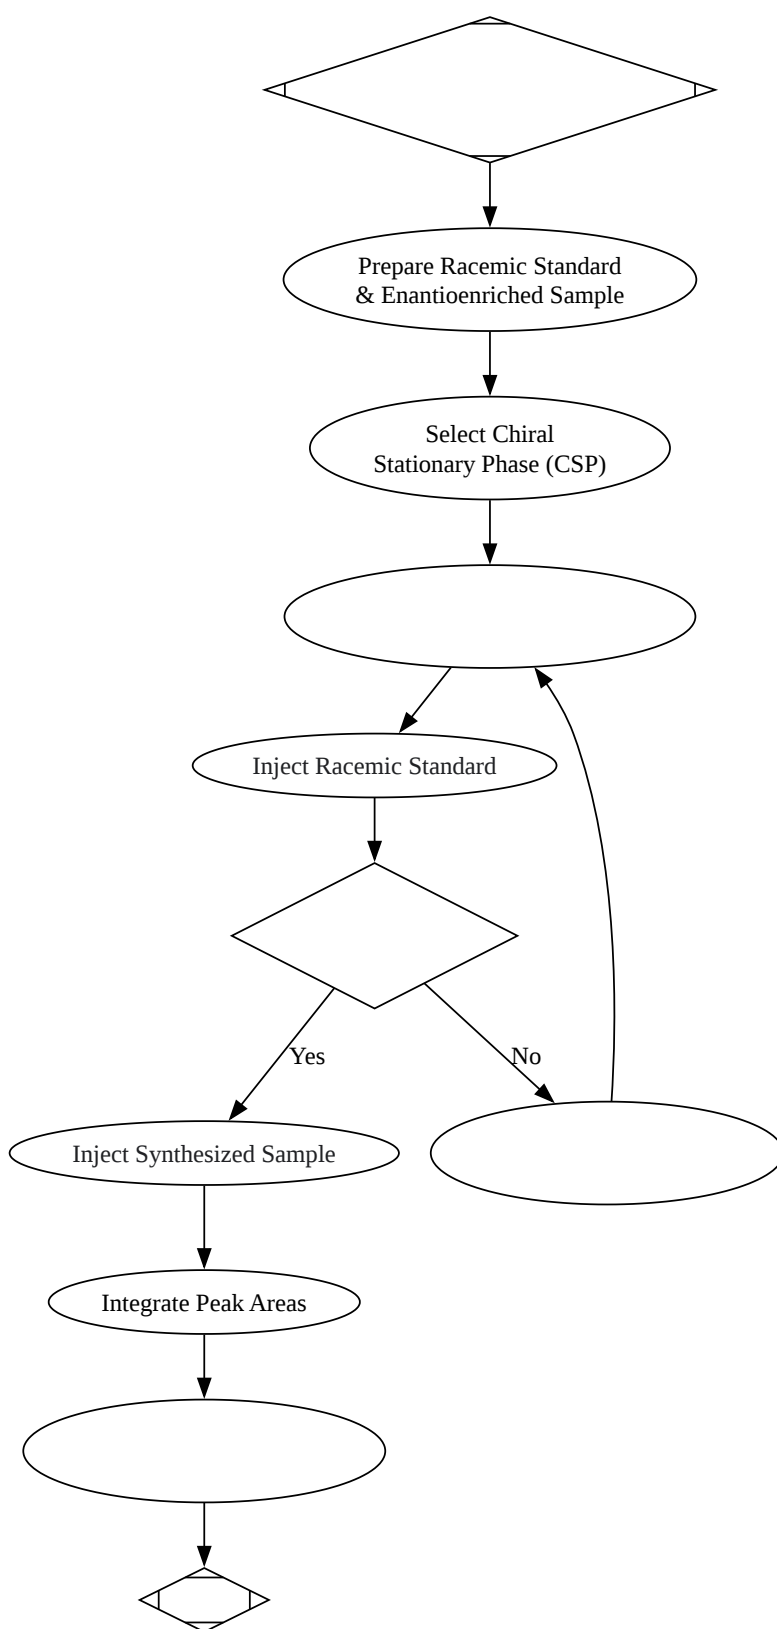 Prepare Racemic Standard
& Enantioenriched Sample
Select Chiral
Stationary Phase (CSP)
Inject Racemic Standard
Yes
No
Inject Synthesized Sample
Integrate Peak Areas